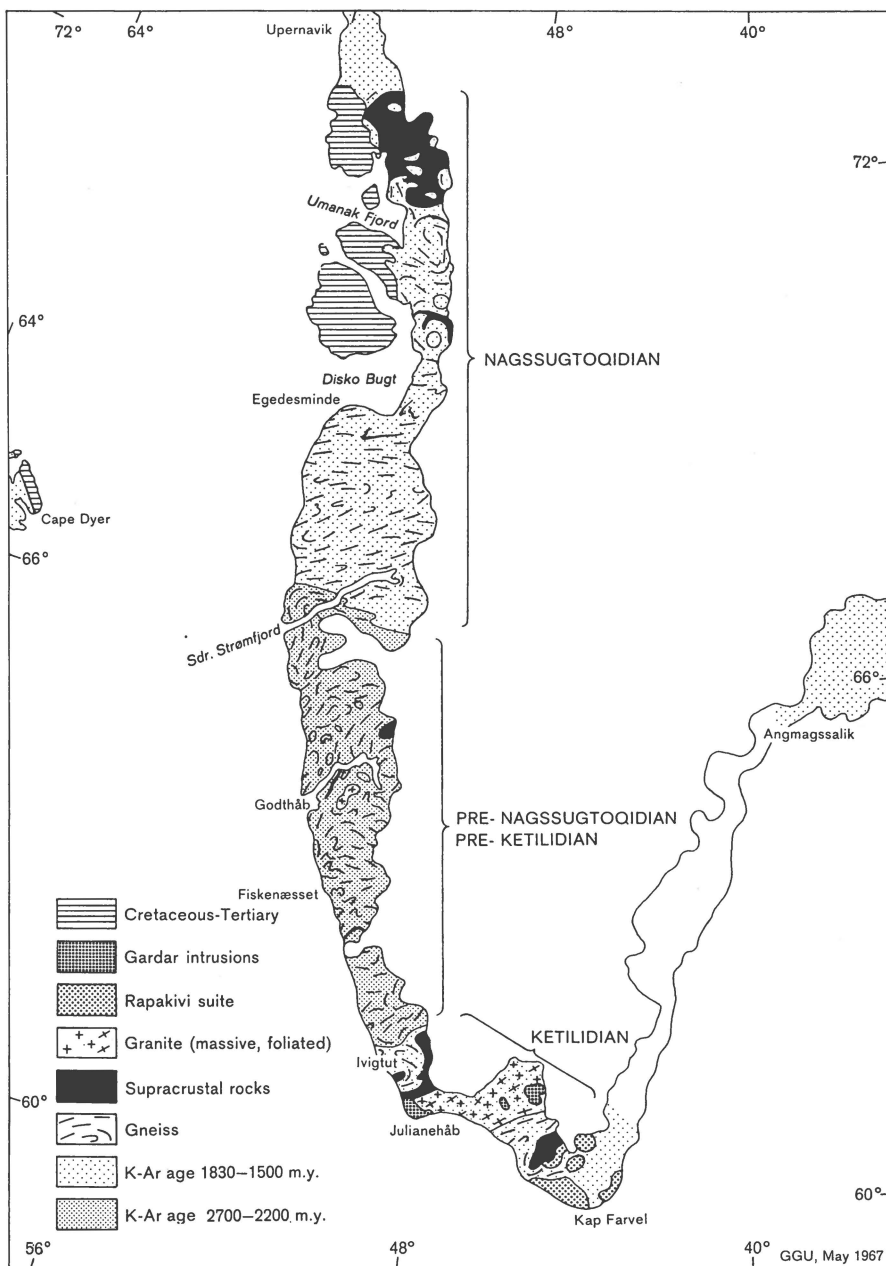 72° 64° 48° 40°
Upernavik
72°
Umanak Fjord
64°
NAGSSUGTOQIDIAN
Disko Bugt
Egedesminde
Cape Dyer
66°
Sdr. Strømfjord
66°
Angmagssalik
Godthåb
PRE- NAGSSUGTOQIDIAN
PRE- KETILIDIAN
Fiskenæsset
Cretaceous-Tertiary
Gardar intrusions
Rapakivi suite
Granite (massive, foliated)
KETILIDIAN
Ivigtut
Supracrustal rocks
60°
Julianehåb
Gneiss
K-Ar age 1830–1500 m.y.
60°
K-Ar age 2700–2200 m.y.
Kap Farvel
56° 48° 40°
GGU, May 1967